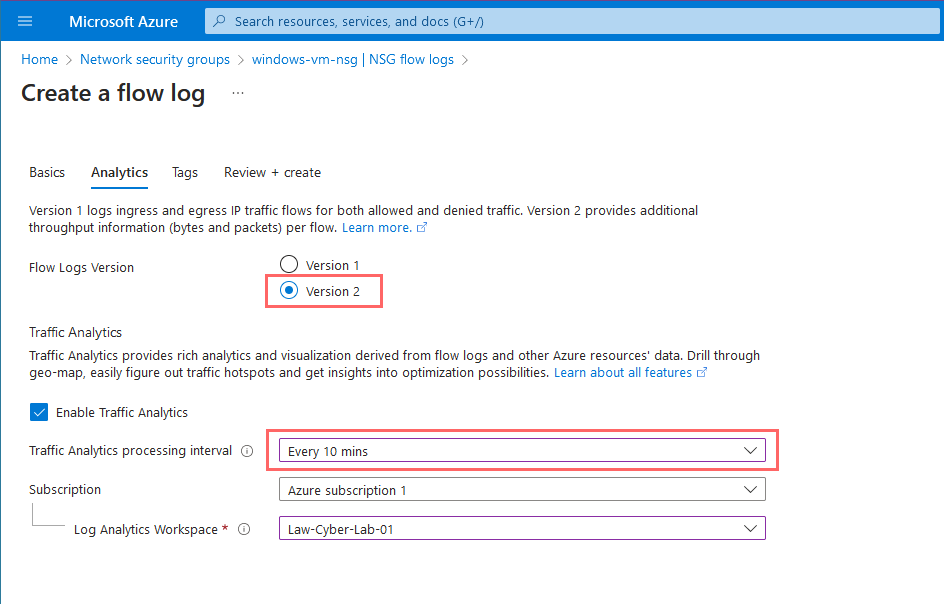 Microsoft Azure
Search resources, services, and docs (G+/)
Home > Network security groups > windows-vm-nsg | NSG flow logs >
Create a flow log ...
Basics Analytics Tags Review + create
Version 1 logs ingress and egress IP traffic flows for both allowed and denied traffic. Version 2 provides additional
throughput information (bytes and packets) per flow. Learn more.
Flow Logs Version
Version 1
Version 2
Traffic Analytics
Traffic Analytics provides rich analytics and visualization derived from flow logs and other Azure resources' data. Drill through
geo-map, easily figure out traffic hotspots and get insights into optimization possibilities. Learn about all features
Enable Traffic Analytics
Traffic Analytics processing interval
Every 10 mins
Subscription
Azure subscription 1
Log Analytics Workspace *
Law-Cyber-Lab-01